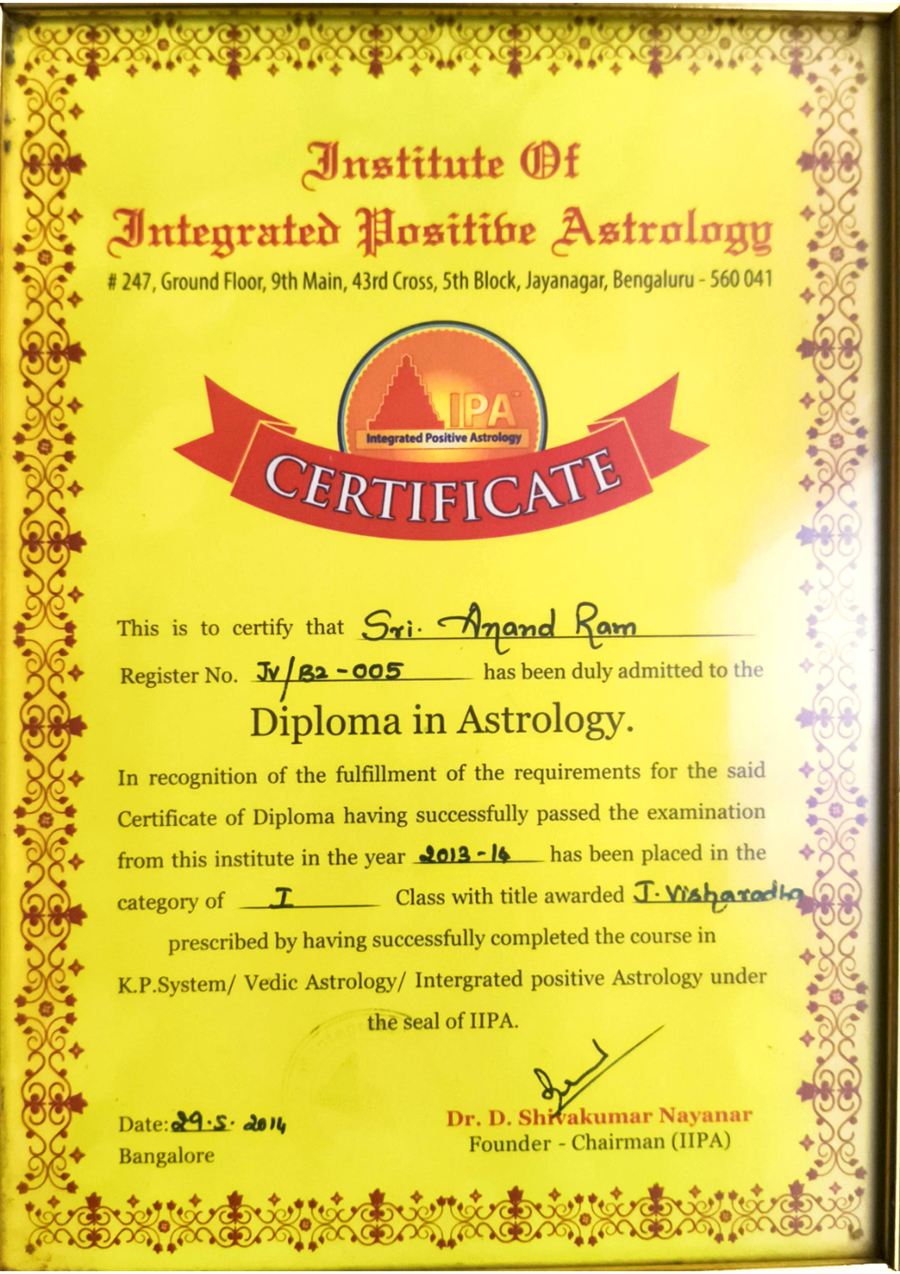 Institute Of
Integrated Positive Astrology
# 247, Ground Floor, 9th Main, 43rd Cross, 5th Block, Jayanagar, Bengaluru - 560 041
IPA™
Integrated Positive Astrology
CERTIFICATE
This is to certify that Sri. Anand Ram
Register No. JV/B2-005 has been duly admitted to the
Diploma in Astrology.
In recognition of the fulfillment of the requirements for the said
Certificate of Diploma having successfully passed the examination
from this institute in the year 2013-14 has been placed in the
category of I Class with title awarded J. Visharadha
prescribed by having successfully completed the course in
K.P.System/ Vedic Astrology/ Intergrated positive Astrology under
the seal of IIPA.
Date: 29.5.2014
Bangalore
Dr. D. Shivakumar Nayanar
Founder - Chairman (IIPA)